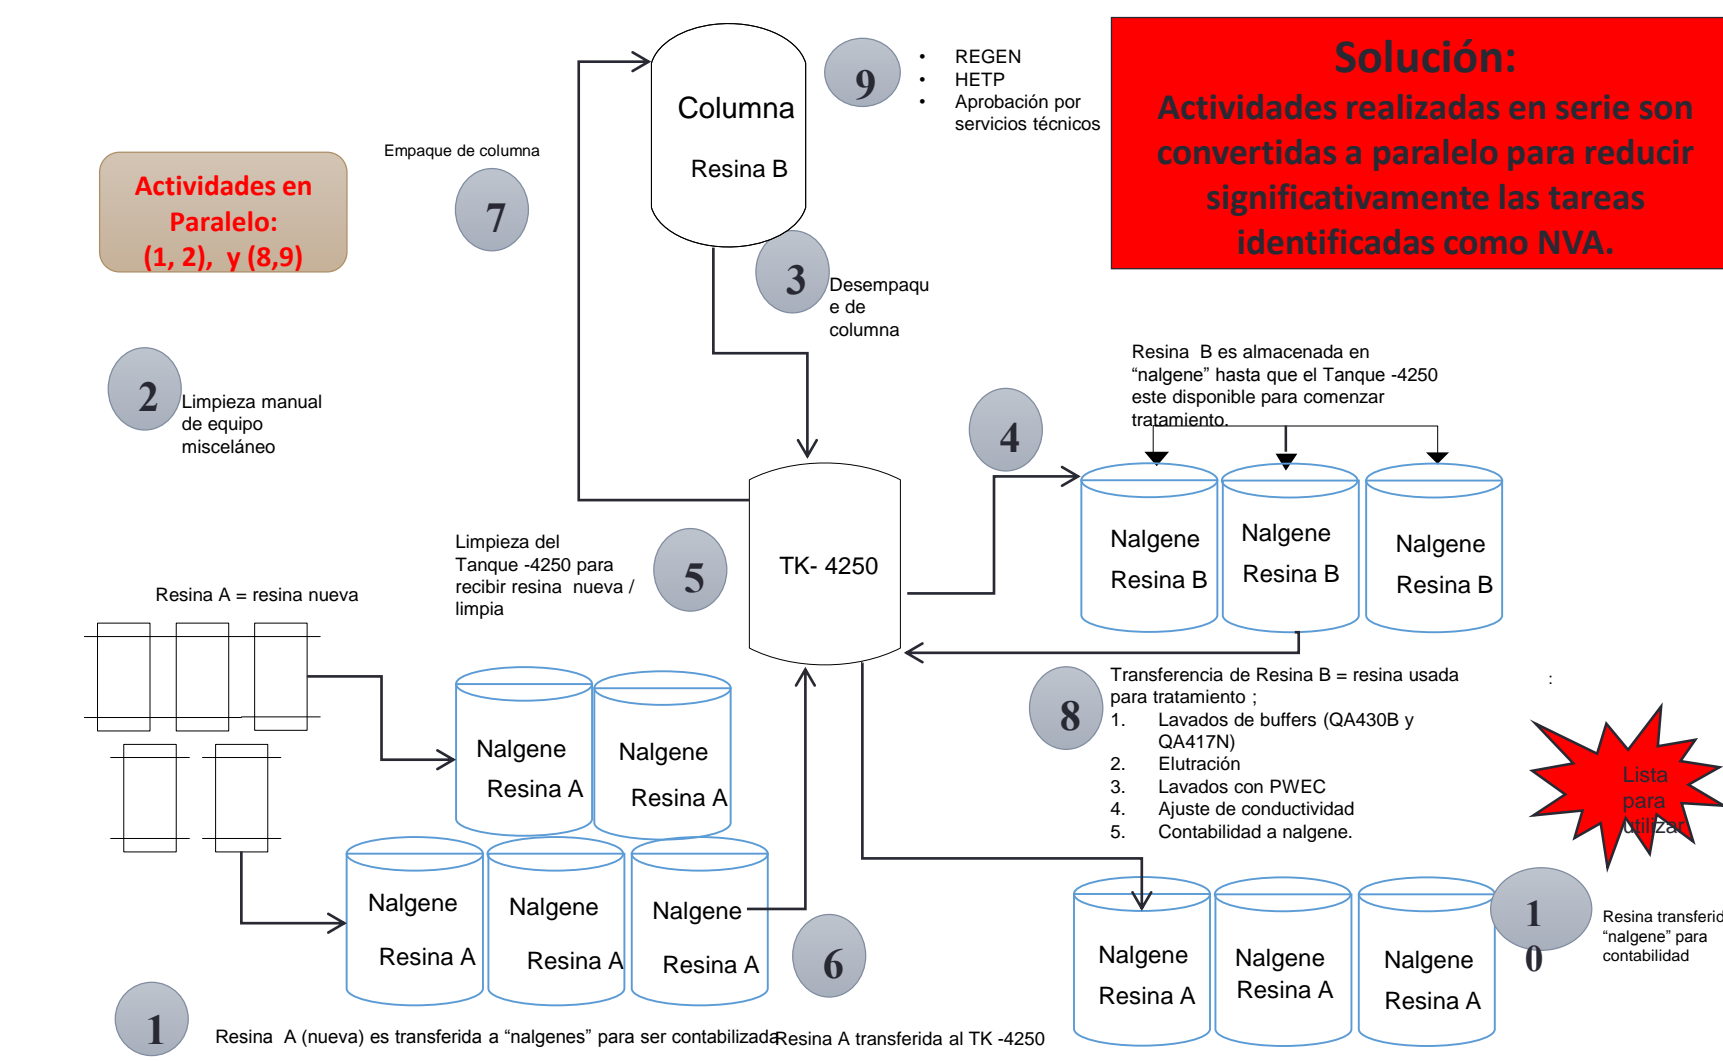 Columna
Resina B
9
• REGEN
• HETP
• Aprobación por
servicios técnicos
Solución:
Actividades realizadas en serie son
convertidas a paralelo para reducir
significativamente las tareas
identificadas como NVA.
Actividades en
Paralelo:
(1, 2),  y (8,9)
Empaque de columna
7
3
Desempaqu
e de
columna
2
Limpieza manual
de equipo
misceláneo
Resina B es almacenada en
“nalgene” hasta que el Tanque -4250
este disponible para comenzar
tratamiento.
4
Nalgene
Resina B
Nalgene
Resina B
Nalgene
Resina B
Limpieza del
Tanque -4250 para
recibir resina nueva /
limpia
5
TK- 4250
Resina A = resina nueva
Nalgene
Resina A
Nalgene
Resina A
Nalgene
Resina A
Nalgene
Resina A
Nalgene
Resina A
8
Transferencia de Resina B = resina usada
para tratamiento ;
1. Lavados de buffers (QA430B y
QA417N)
2. Elutración
3. Lavados con PWEC
4. Ajuste de conductividad
5. Contabilidad a nalgene.
:
Lista
para
utilizar
6
Nalgene
Resina A
Nalgene
Resina A
Nalgene
Resina A
1
0
Resina transferid
“nalgene” para
contabilidad
1
Resina A (nueva) es transferida a “nalgenes” para ser contabilizada
Resina A transferida al TK -4250